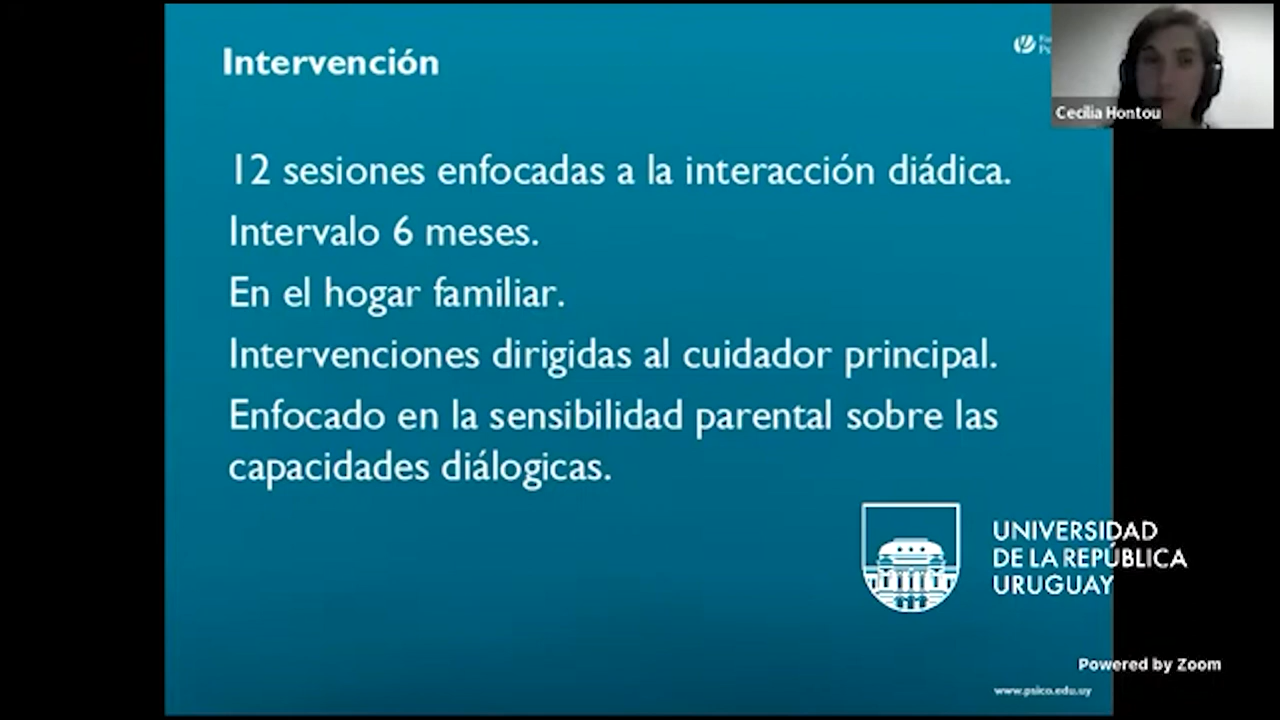 Intervención
Cecilia Hontou
12 sesiones enfocadas a la interacción diádica.
Intervalo 6 meses.
En el hogar familiar.
Intervenciones dirigidas al cuidador principal.
Enfocado en la sensibilidad parental sobre las
capacidades diálogicas.
UNIVERSIDAD
DE LA REPÚBLICA
URUGUAY
Powered by Zoom
www.psico.edu.uy